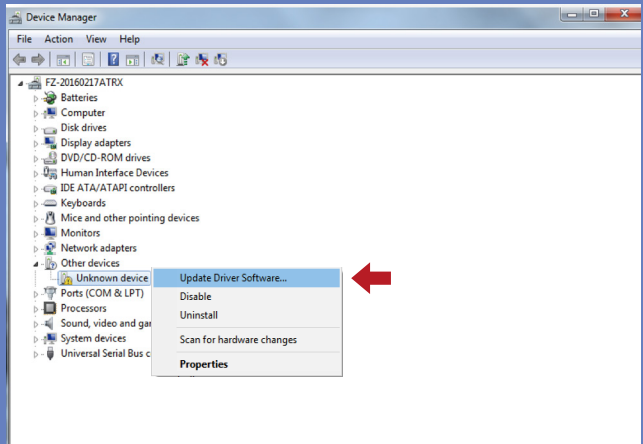 Device Manager
File Action View Help
FZ-20160217ATRX
Batteries
Computer
Disk drives
Display adapters
DVD/CD-ROM drives
Human Interface Devices
IDE ATA/ATAPI controllers
Keyboards
Mice and other pointing devices
Monitors
Network adapters
Other devices
Unknown device
Ports (COM & LPT)
Processors
Sound, video and gar
System devices
Universal Serial Bus c
Update Driver Software...
Disable
Uninstall
Scan for hardware changes
Properties